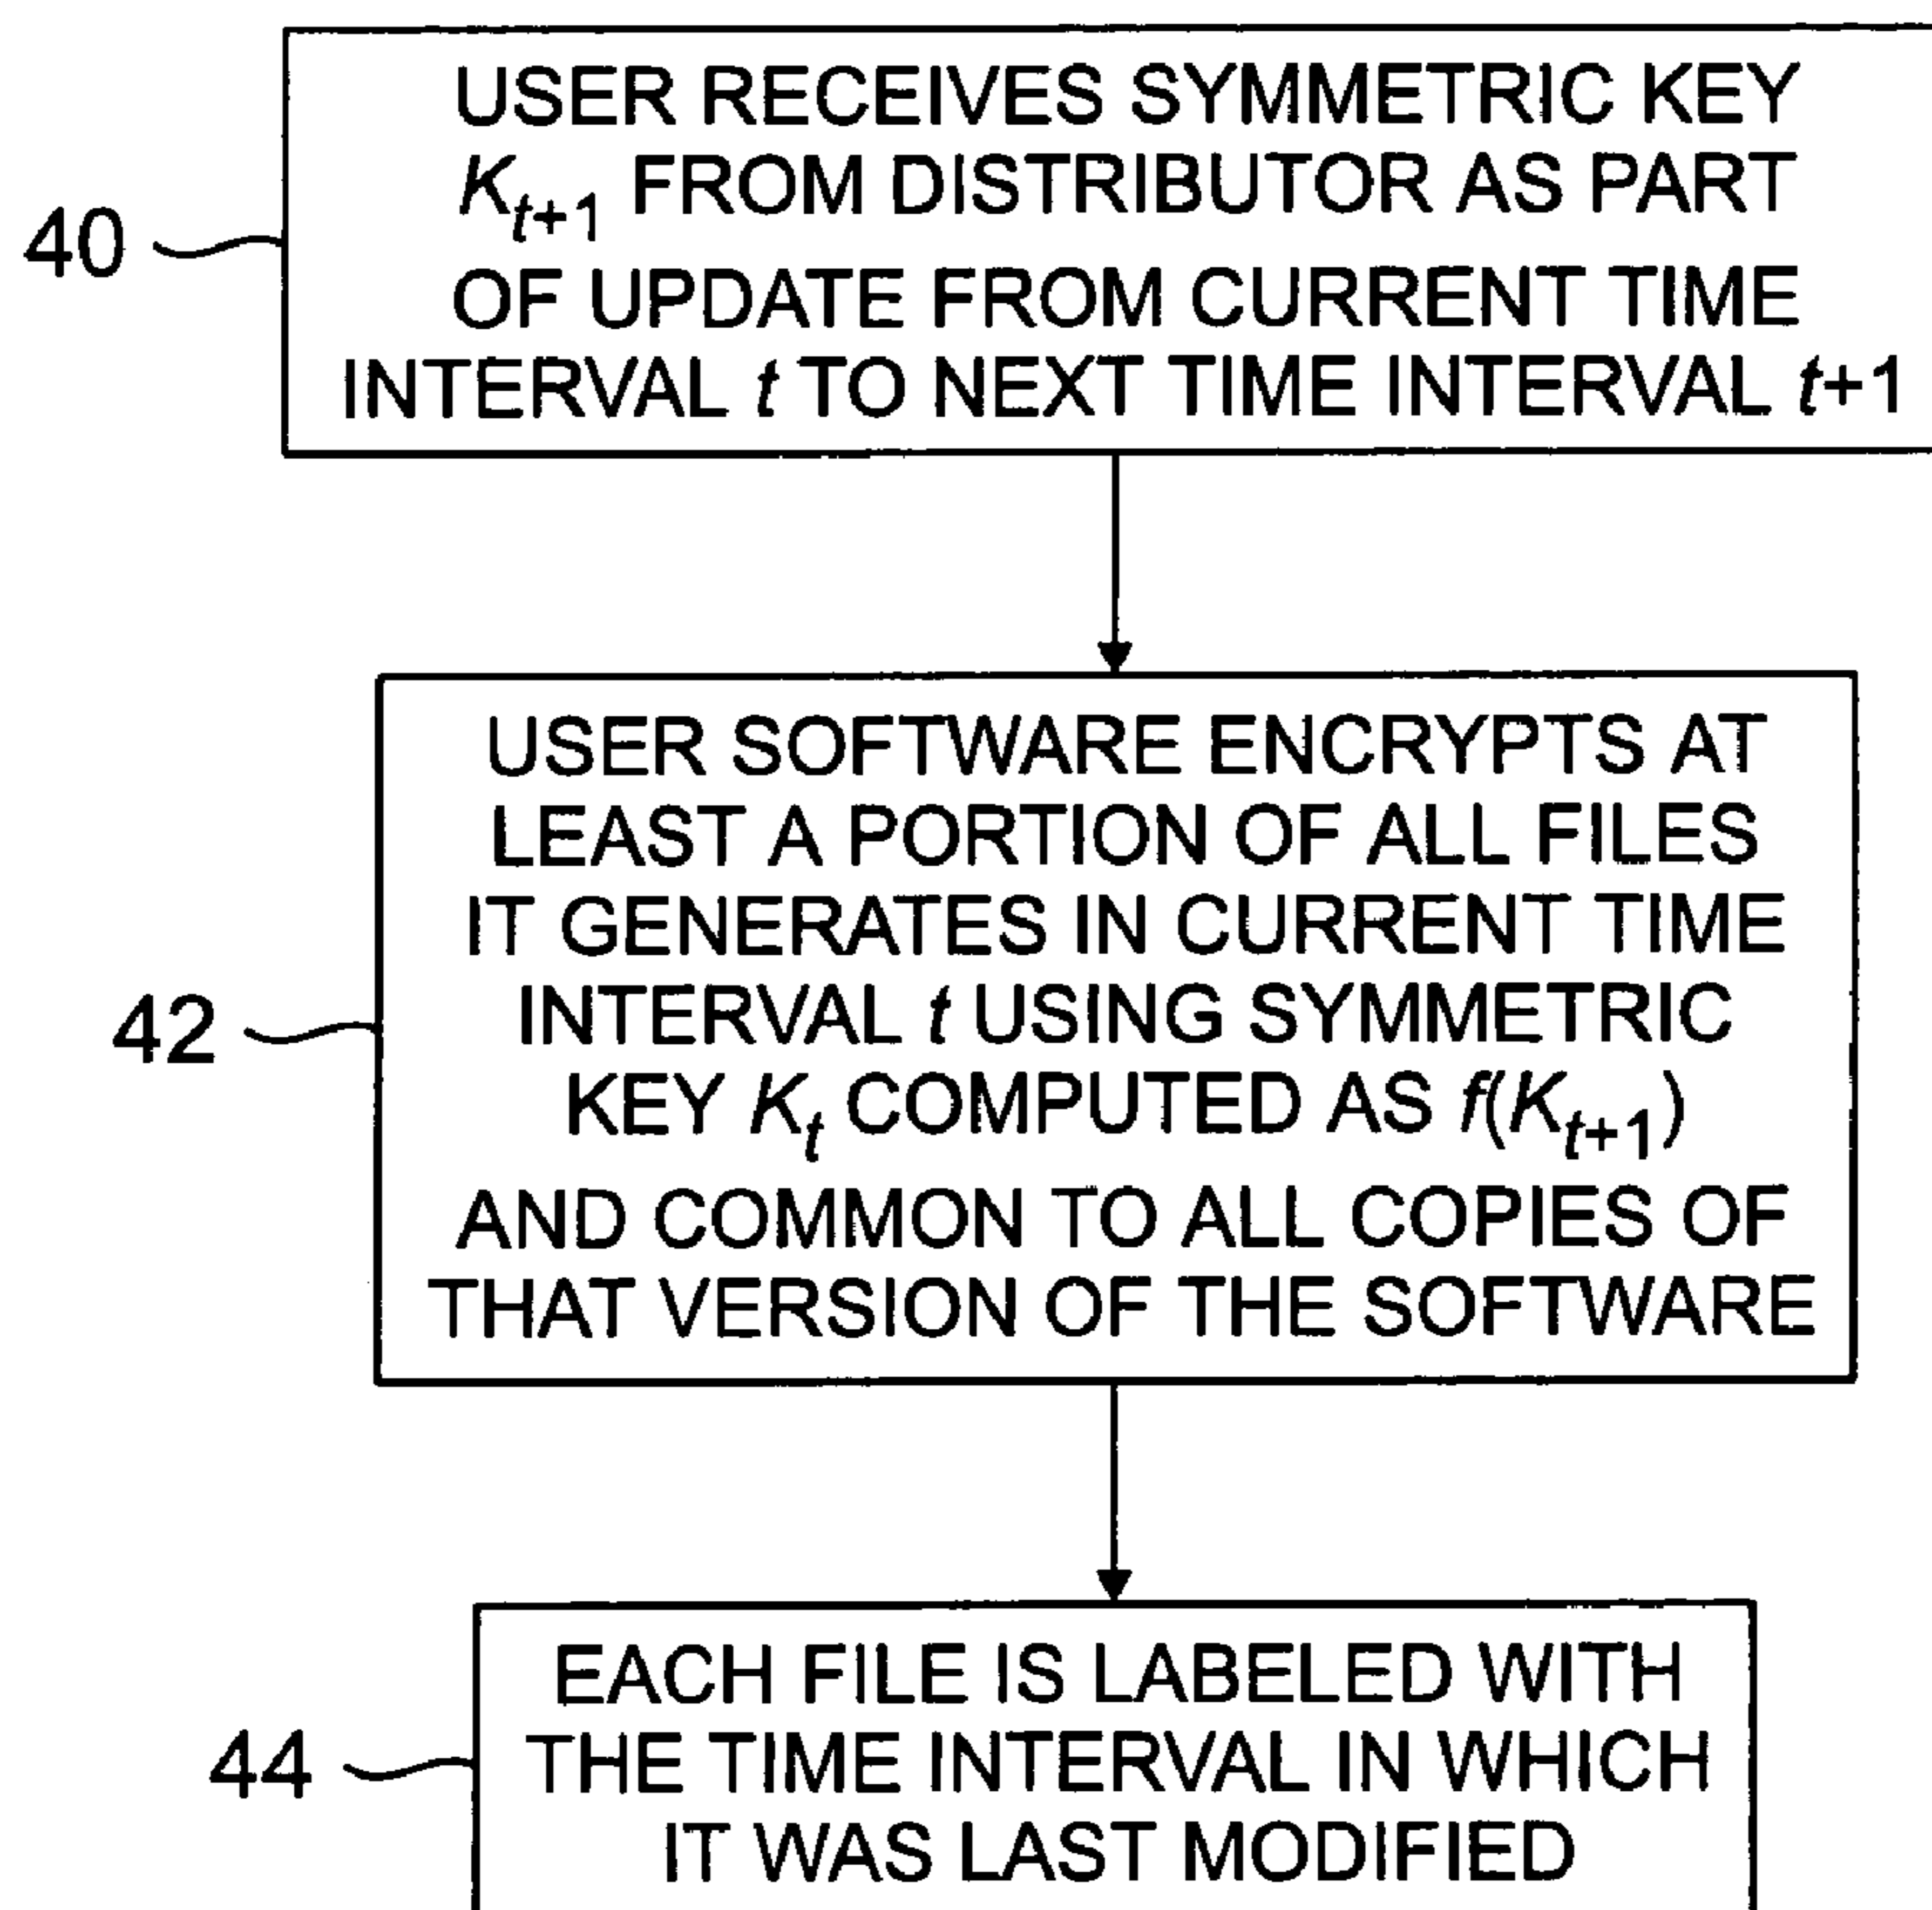 USER RECEIVES SYMMETRIC KEY
K_{t+1} FROM DISTRIBUTOR AS PART
OF UPDATE FROM CURRENT TIME
INTERVAL t TO NEXT TIME INTERVAL t+1
40
USER SOFTWARE ENCRYPTS AT
LEAST A PORTION OF ALL FILES
IT GENERATES IN CURRENT TIME
INTERVAL t USING SYMMETRIC
KEY K_t COMPUTED AS f(K_{t+1})
AND COMMON TO ALL COPIES OF
THAT VERSION OF THE SOFTWARE
42
EACH FILE IS LABELED WITH
THE TIME INTERVAL IN WHICH
IT WAS LAST MODIFIED
44